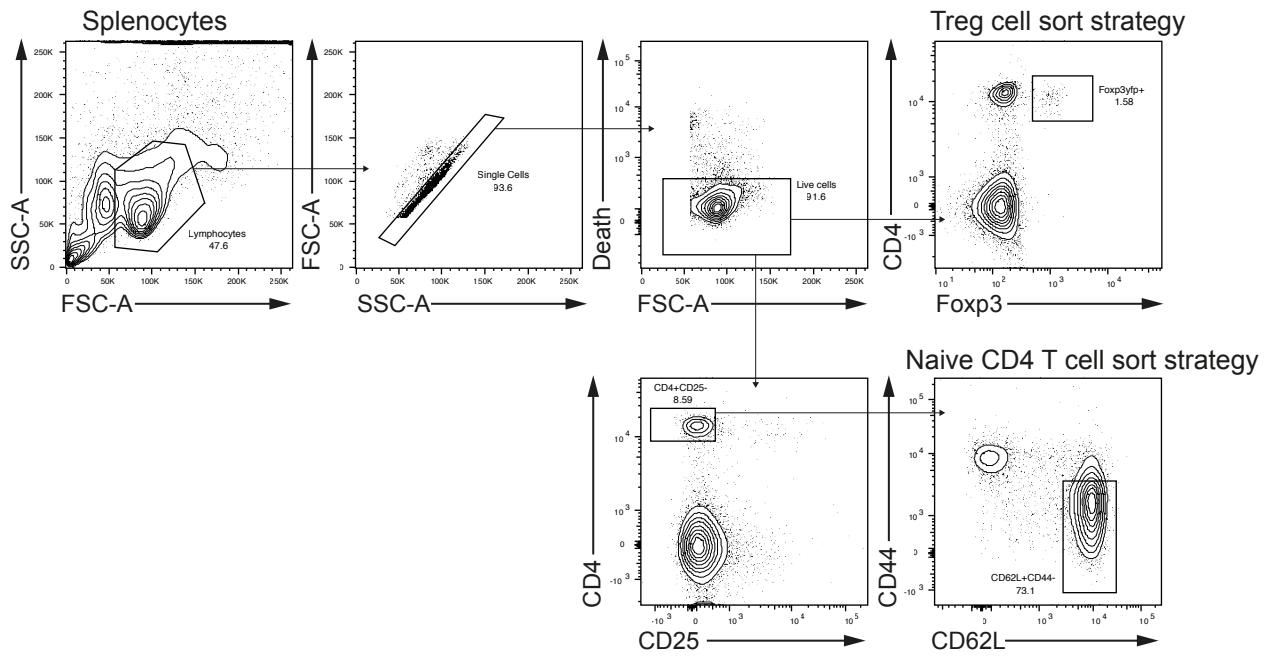 Splenocytes
Treg cell sort strategy
250K
200K
150K
100K
50K
0
0
50K
100K
150K
200K
250K
SSC-A
FSC-A
Lymphocytes
47.6
250K
200K
150K
100K
50K
0
0
50K
100K
150K
200K
250K
FSC-A
SSC-A
Single Cells
93.6
10 5
10 4
10 3
0
0
50K
100K
150K
200K
250K
Death
FSC-A
Live cells
91.6
10 4
10 3
0
-10 3
10 1
10 2
10 3
10 4
CD4
Foxp3
Foxp3yfp+
1.58
Naive CD4 T cell sort strategy
CD4+CD25-
8.59
10 4
10 3
0
-10 3
-10 3
0
10 3
10 4
10 5
CD4
CD25
10 5
10 4
10 3
0
-10 3
0
10 3
10 4
10 5
CD44
CD62L
CD62L+CD44-
73.1